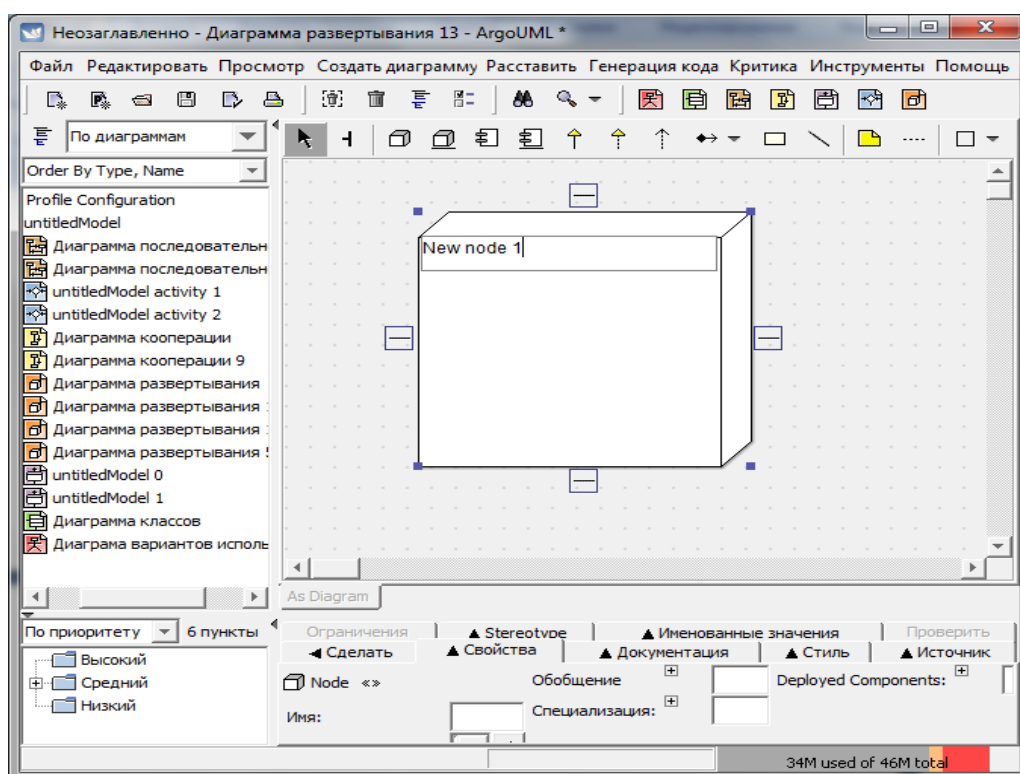 Неозаглавленно - Диаграмма развертывания 13 - ArgoUML *
Файл Редактировать Просмотр Создать диаграмму Расставить Генерация кода Критика Инструменты Помощь
По диаграммам
Order By Type, Name
Profile Configuration
untitledModel
Диаграмма последовательн
Диаграмма последовательн
untitledModel activity 1
untitledModel activity 2
Диаграмма кооперации
Диаграмма кооперации 9
Диаграмма развертывания
Диаграмма развертывания
Диаграмма развертывания
Диаграмма развертывания
untitledModel 0
untitledModel 1
Диаграмма классов
Диаграма вариантов исполь
New node 1
As Diagram
По приоритету 6 пункты
Высокий
Средний
Низкий
Ограничения Stereotype Именованные значения Проверить
Сделать Свойства Документация Стиль Источник
Node «» Обобщение Deployed Components:
Имя: Специализация:
34M used of 46M total